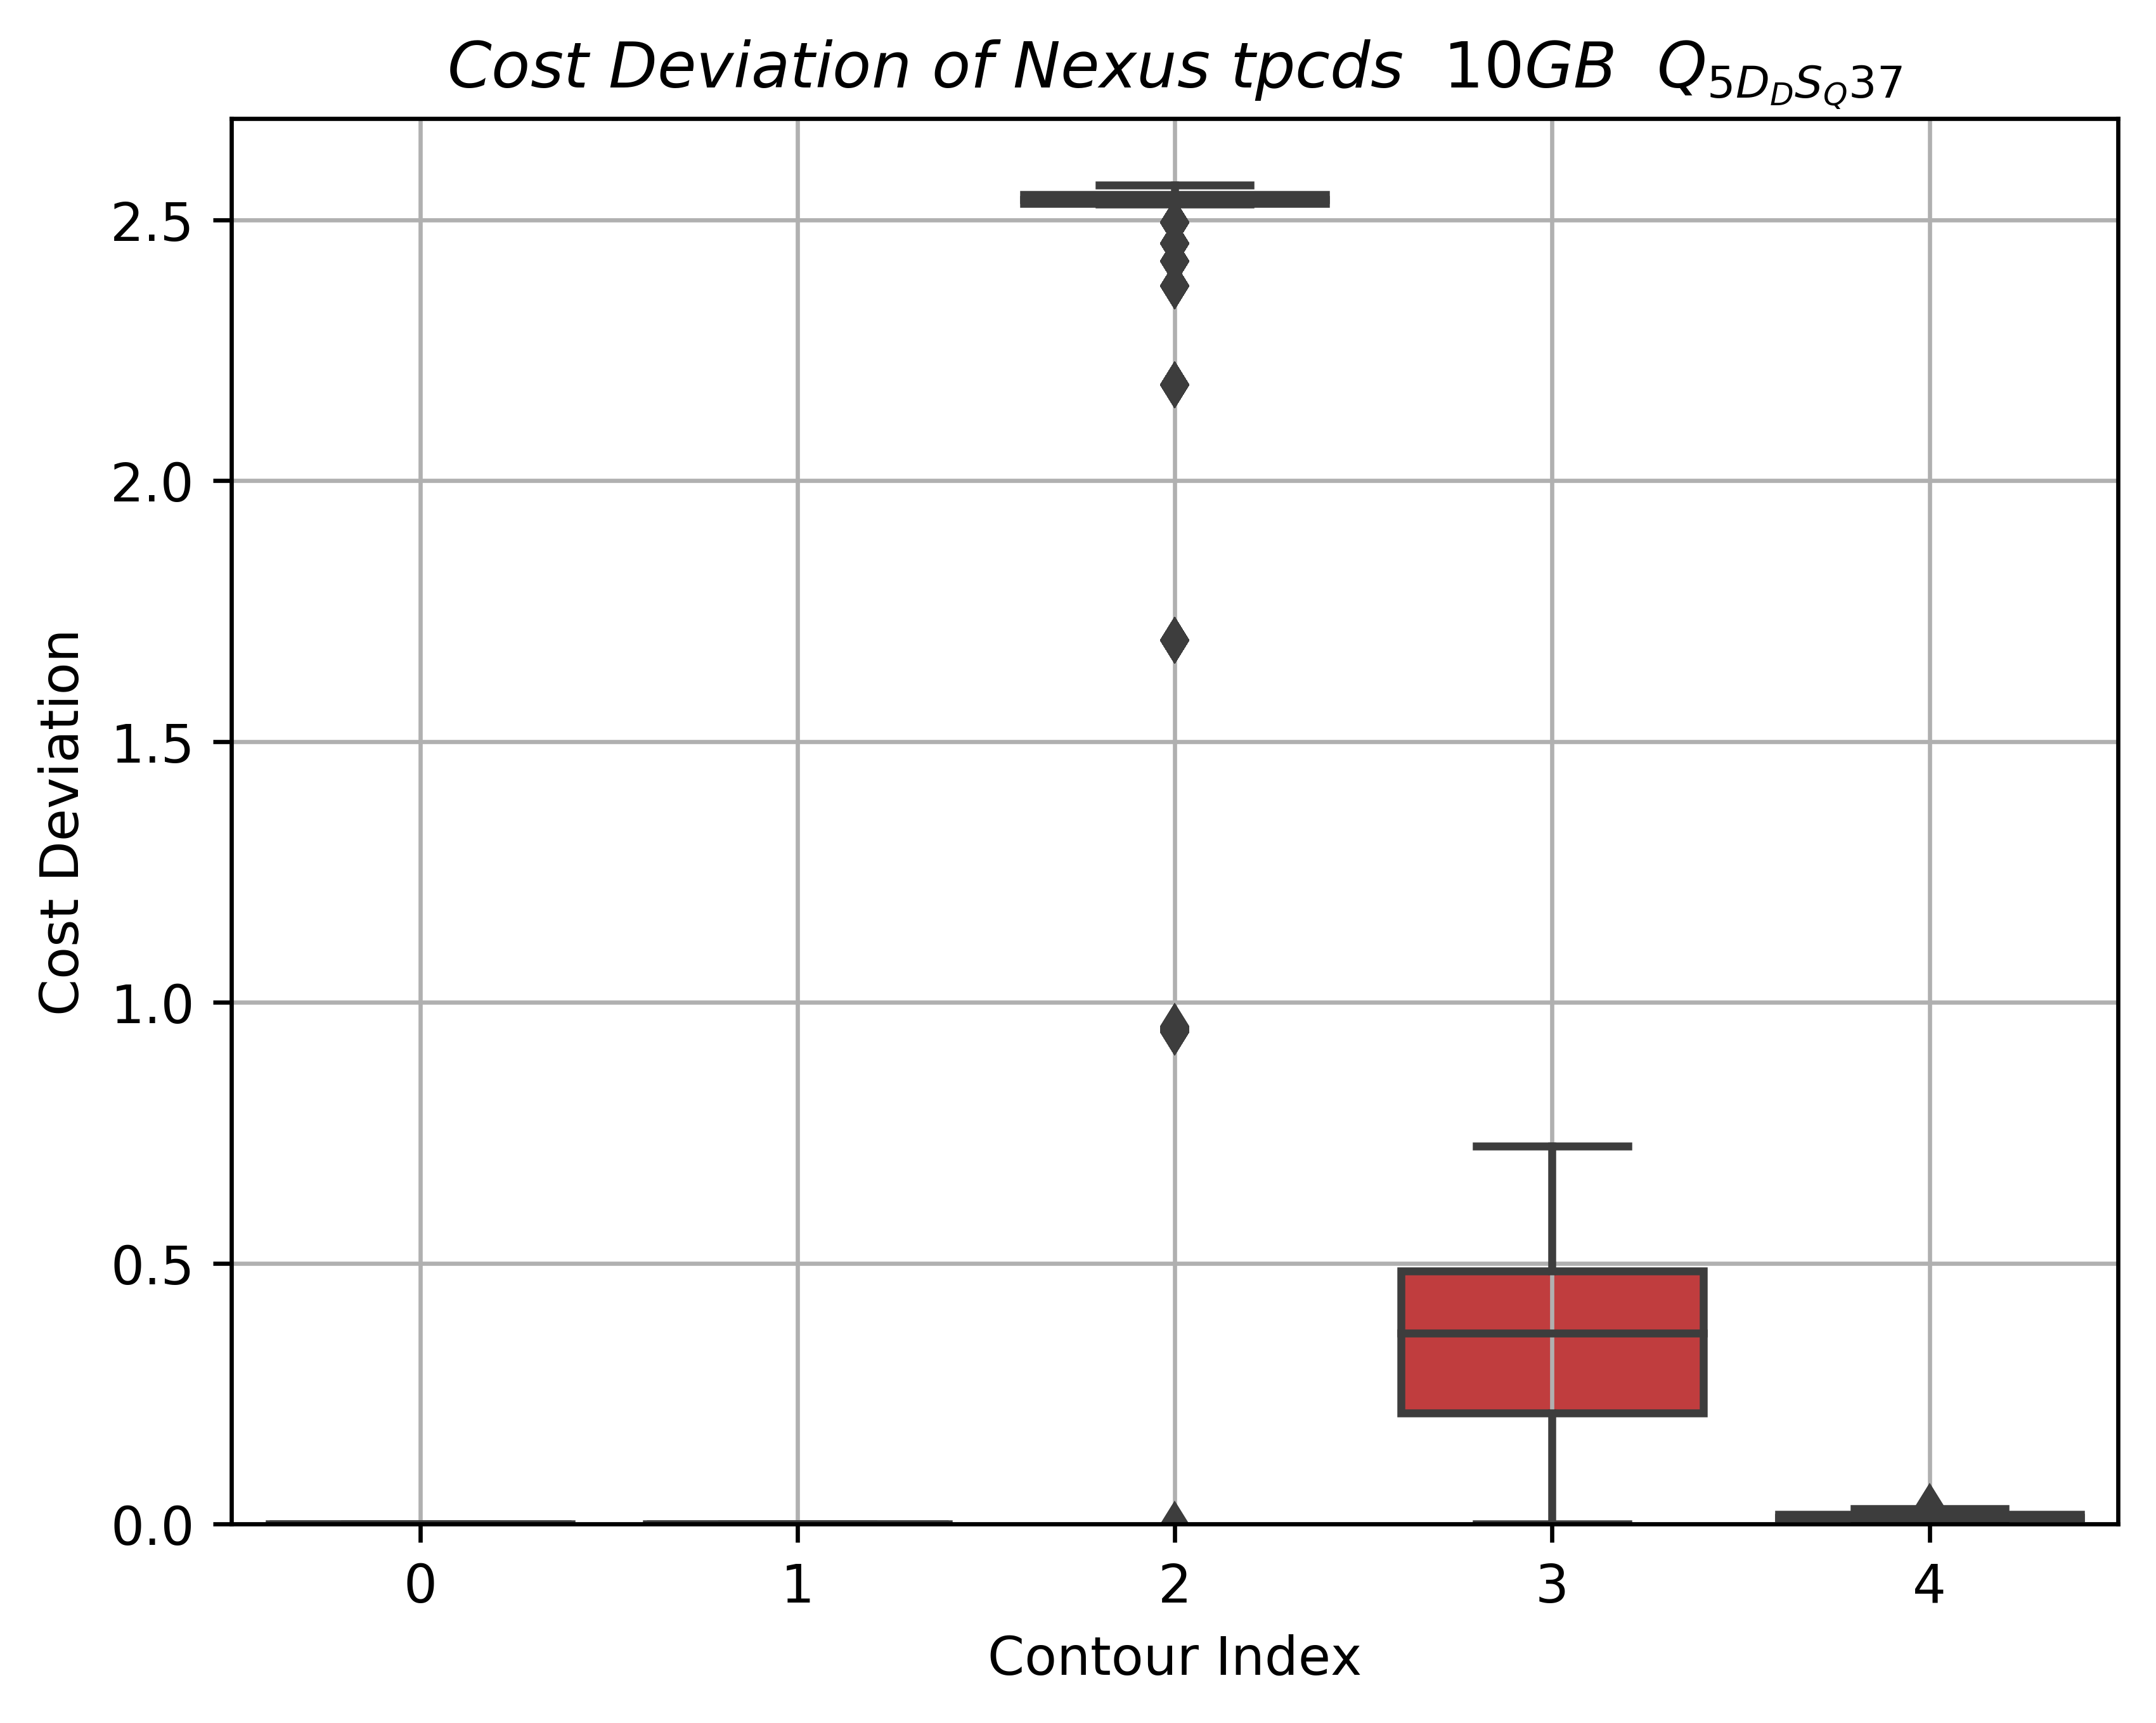 Cost Deviation of Nexus tpcds 10GB Q5DDSQ37
2.5
2.0
1.5
1.0
0.5
0.0
Cost Deviation
0 1 2 3 4
Contour Index